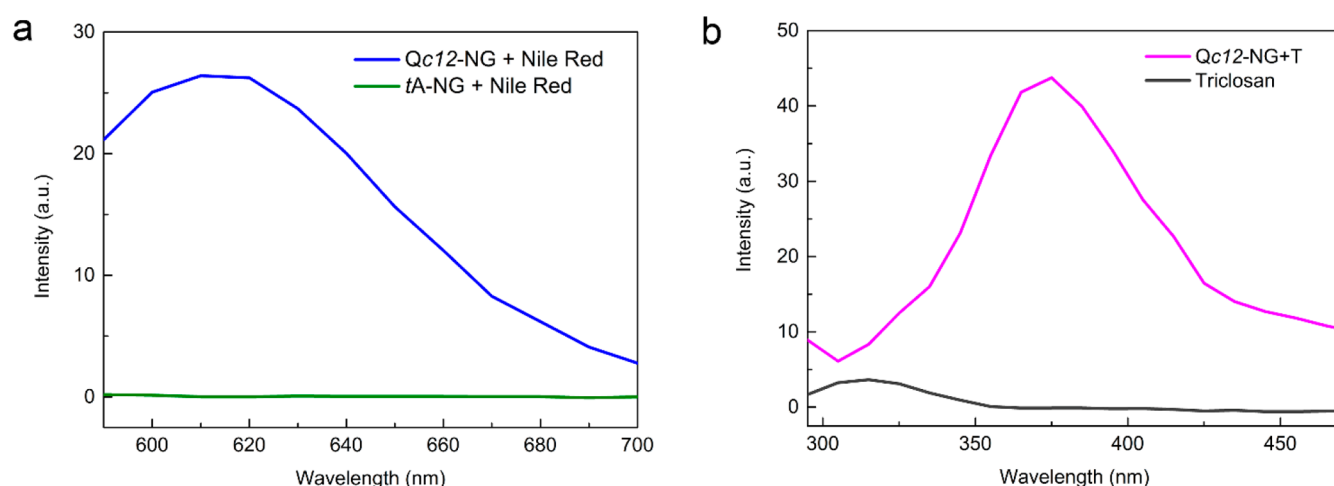 a
30
20
10
0
Intensity (a.u.)
Qc12-NG + Nile Red
tA-NG + Nile Red
600 620 640 660 680 700
Wavelength (nm)
b
50
40
30
20
10
0
Intensity (a.u.)
Qc12-NG+T
Triclosan
300 350 400 450
Wavelength (nm)